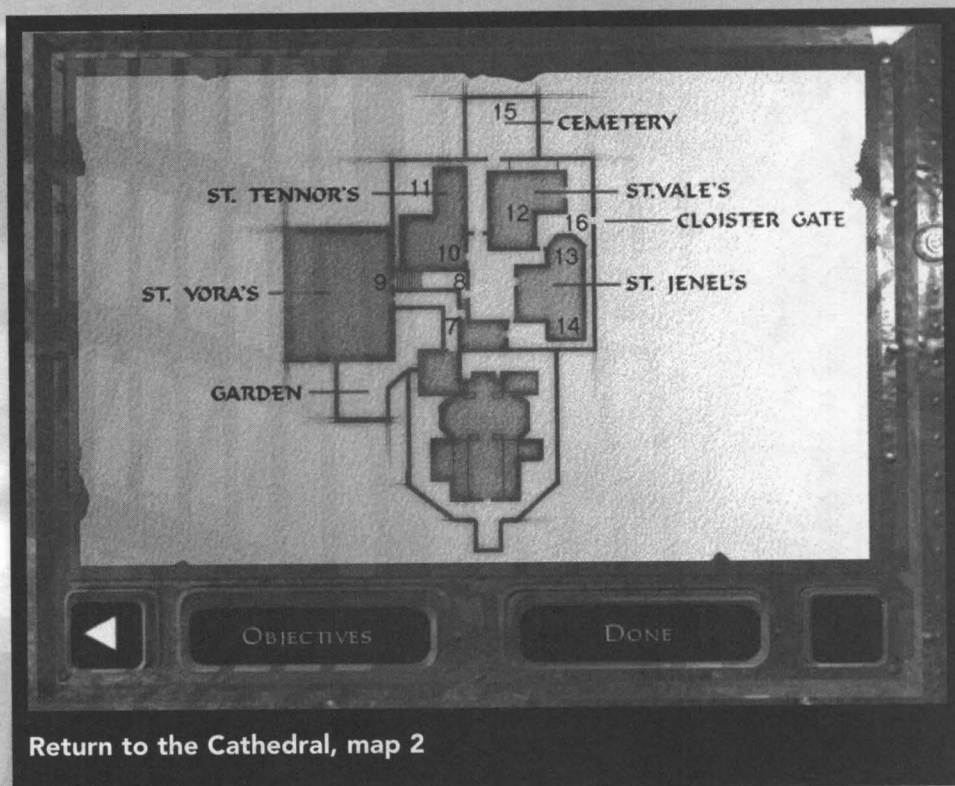 15
CEMETERY
ST. TENNOR'S
11
ST.VALE'S
12
16
CLOISTER GATE
10
13
9
8
ST. YORA'S
ST. JENEL'S
7
14
GARDEN
OBJECTIVES
DONE
Return to the Cathedral, map 2